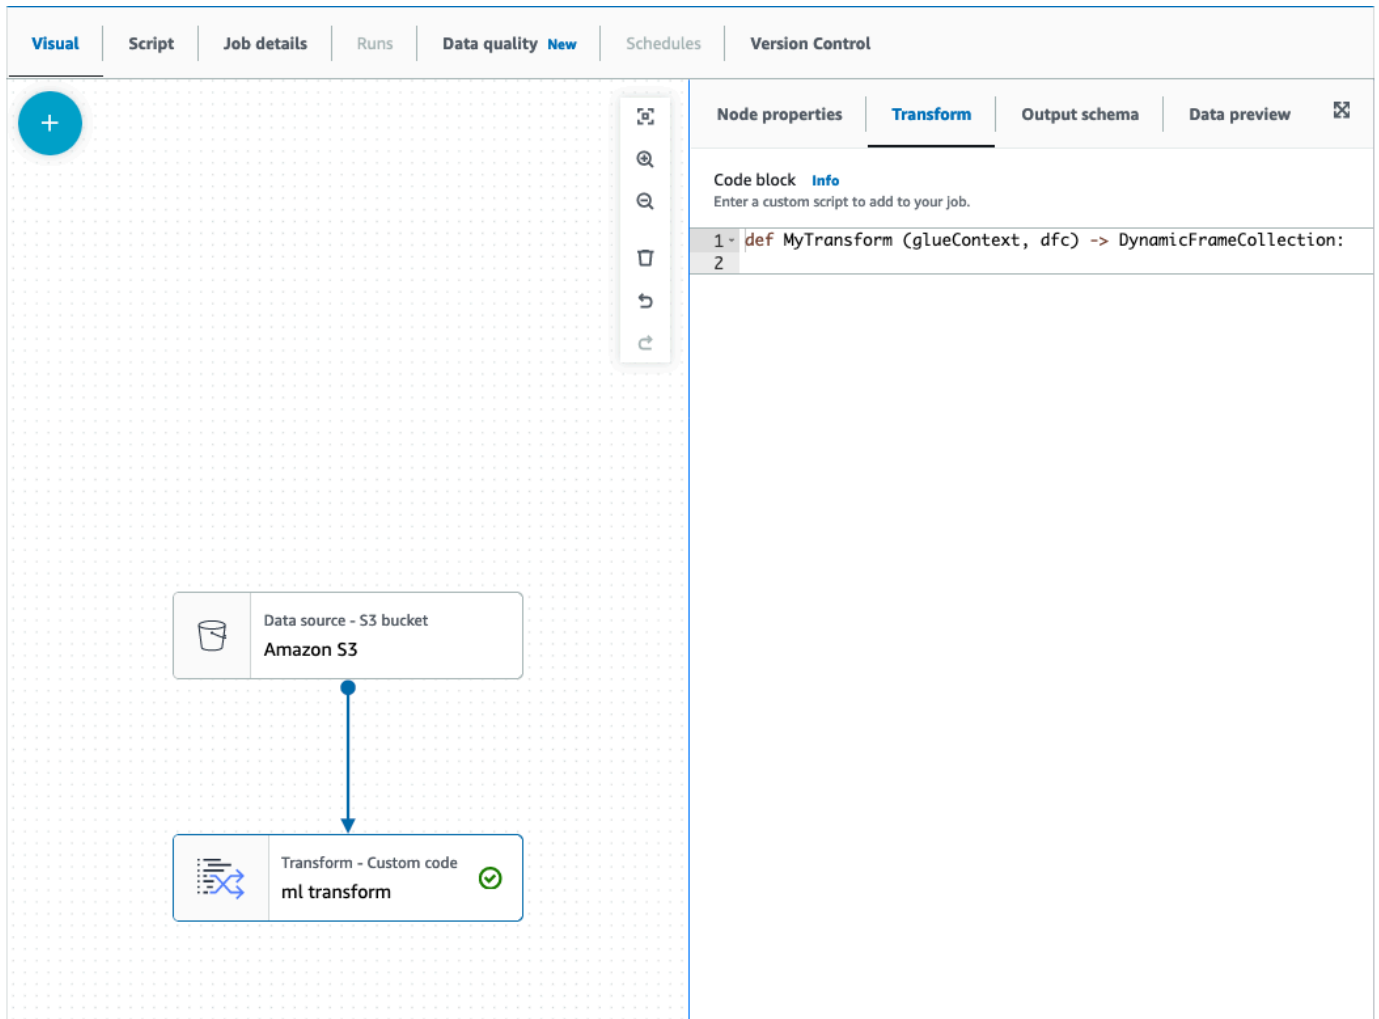 Visual Script Job details Runs Data quality New Schedules Version Control
Node properties Transform Output schema Data preview
Code block Info
Enter a custom script to add to your job.
1 def MyTransform (glueContext, dfc) -> DynamicFrameCollection:
2
Data source - S3 bucket
Amazon S3
Transform - Custom code
ml transform